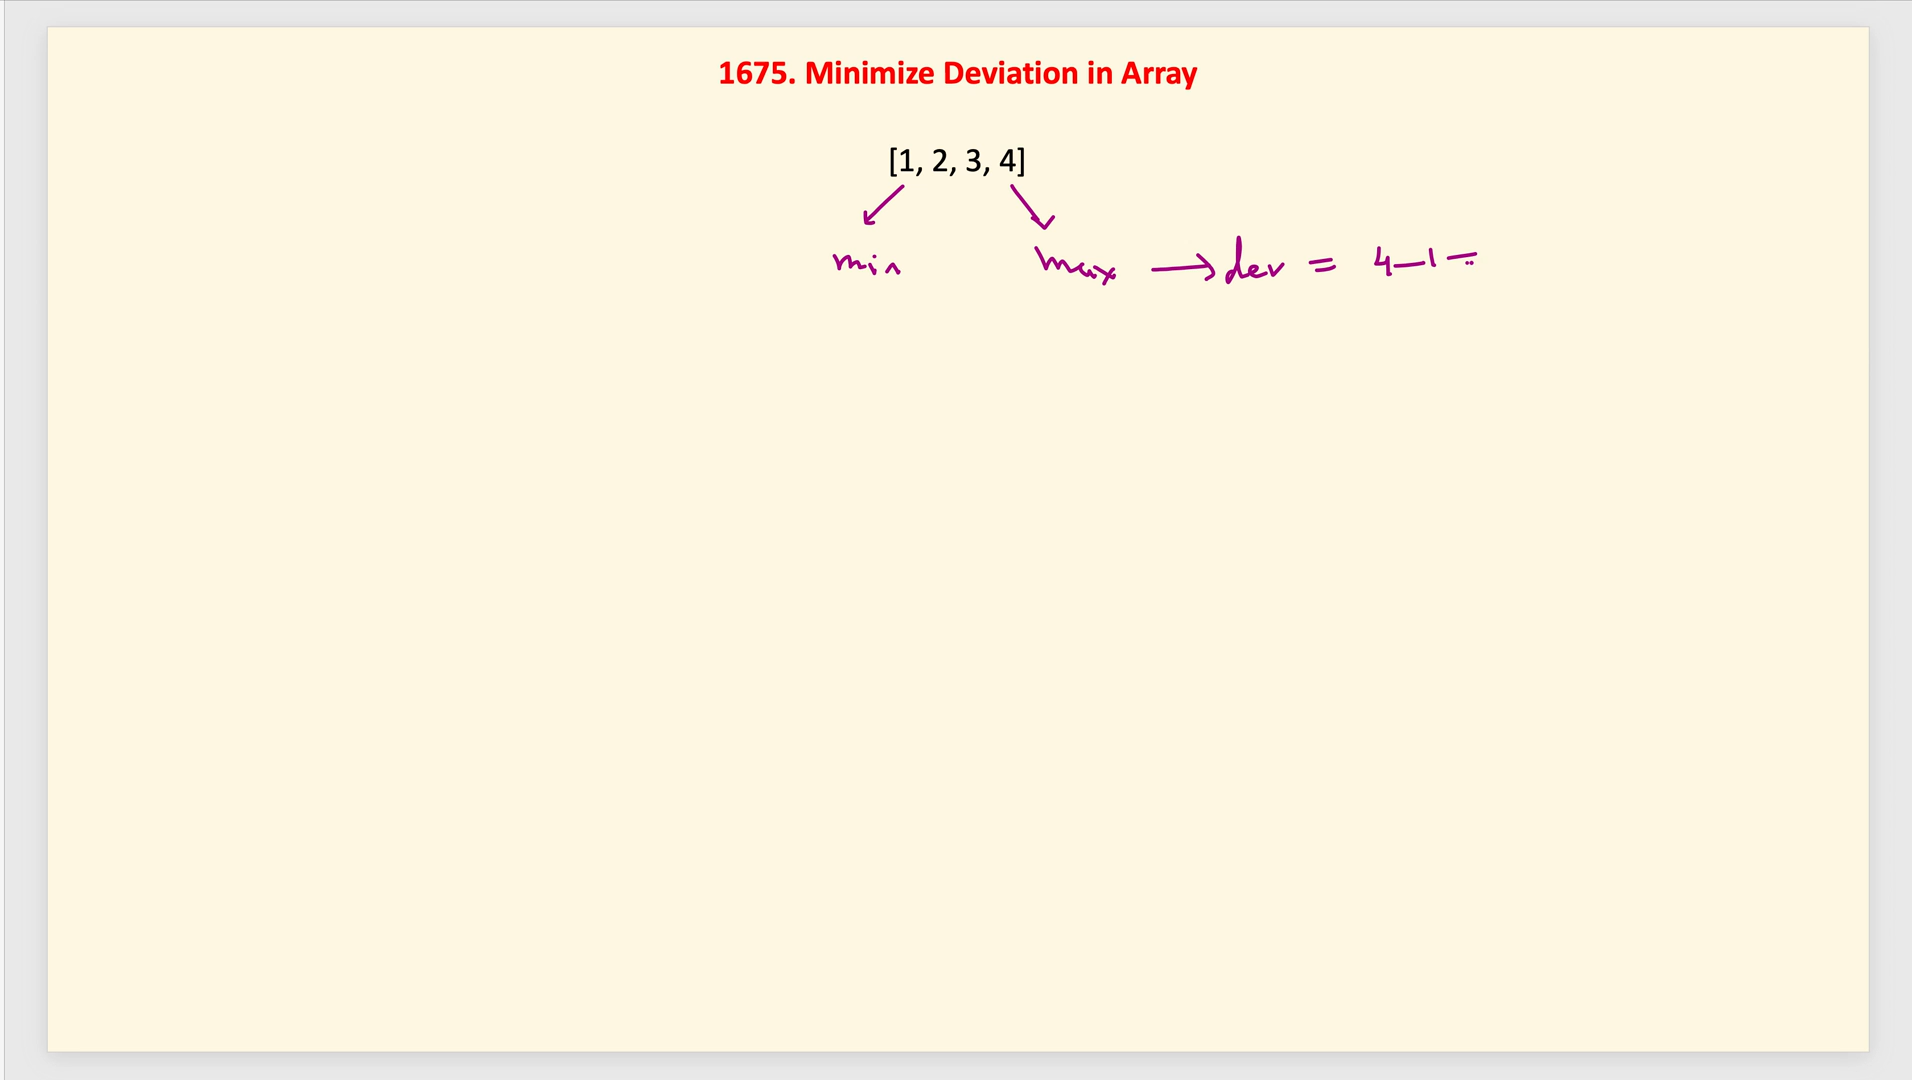 1675. Minimize Deviation in Array
[1, 2, 3, 4]
min max → dev = 4-1 =